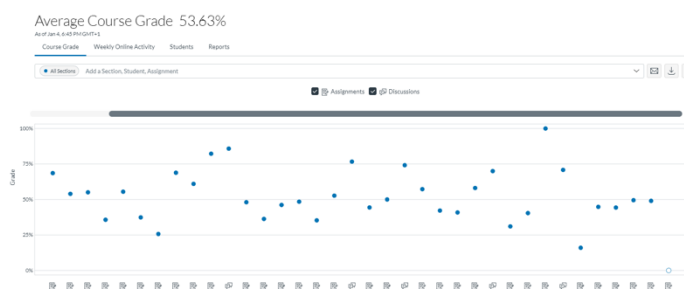 Average Course Grade 53.63%
As of Jan 4, 6:45 PM GMT+1
Course Grade Weekly Online Activity Students Reports
All Sections Add a Section, Student, Assignment
Assignments Discussions
100%
75%
Grade
50%
25%
0%